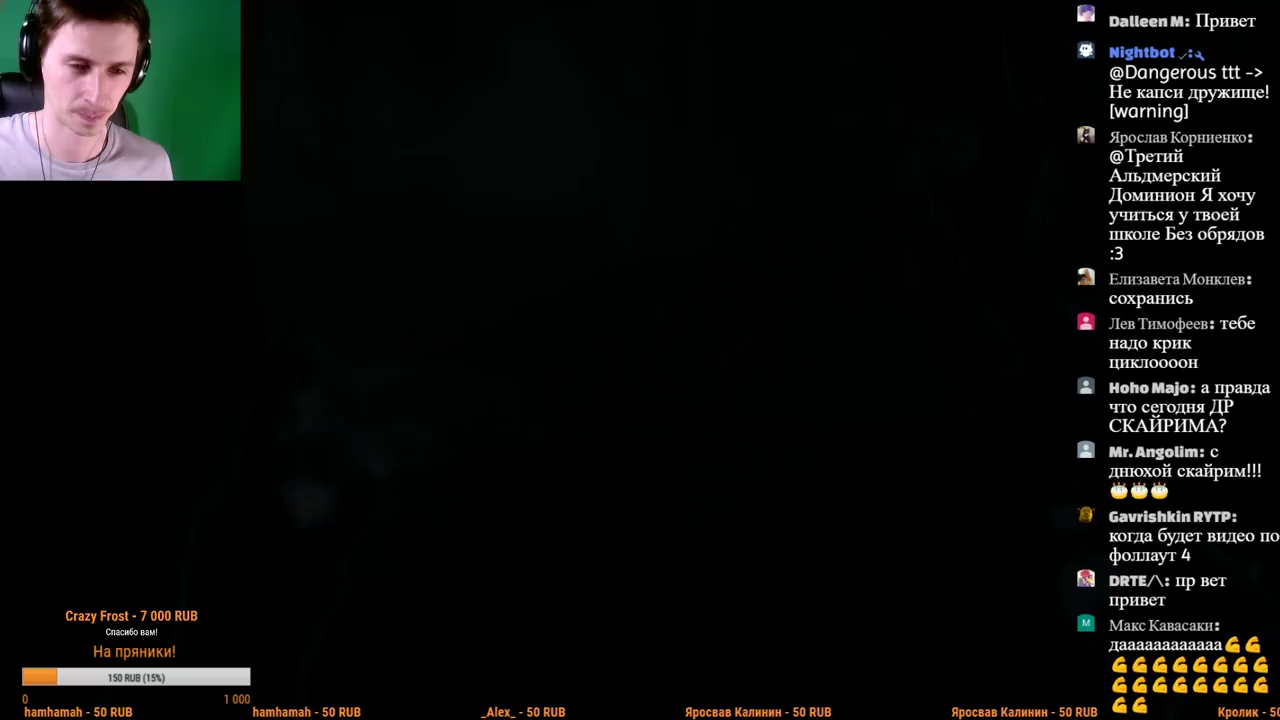 Dalleen M: Привет
Nightbot :
@Dangerous ttt ->
Не капси дружище!
[warning]
Ярослав Корниенко:
@Третий
Альдмерский
Доминион Я хочу
учиться у твоей
школе Без обрядов
:3
Елизавета Монклев:
сохранись
Лев Тимофеев: тебе
надо крик
циклоооон
Hoho Majo: а правда
что сегодня ДР
СКАЙРИМА?
Mr. Angolim: с
днюхой скайрим!!!
🎂🎂🎂
Gavrishkin RYTP:
когда будет видео по
фоллаут 4
DRTE/\: пр вет
привет
M Макс Кавасаки:
даааааааааааа💪💪
💪💪💪💪💪💪💪💪
💪💪💪💪💪💪💪💪
💪💪
Crazy Frost - 7 000 RUB
Спасибо вам!
На пряники!
150 RUB (15%)
0 1 000
hamhamah - 50 RUB hamhamah - 50 RUB _Alex_ - 50 RUB Яросвав Калинин - 50 RUB Яросвав Калинин - 50 RUB Кролик - 50